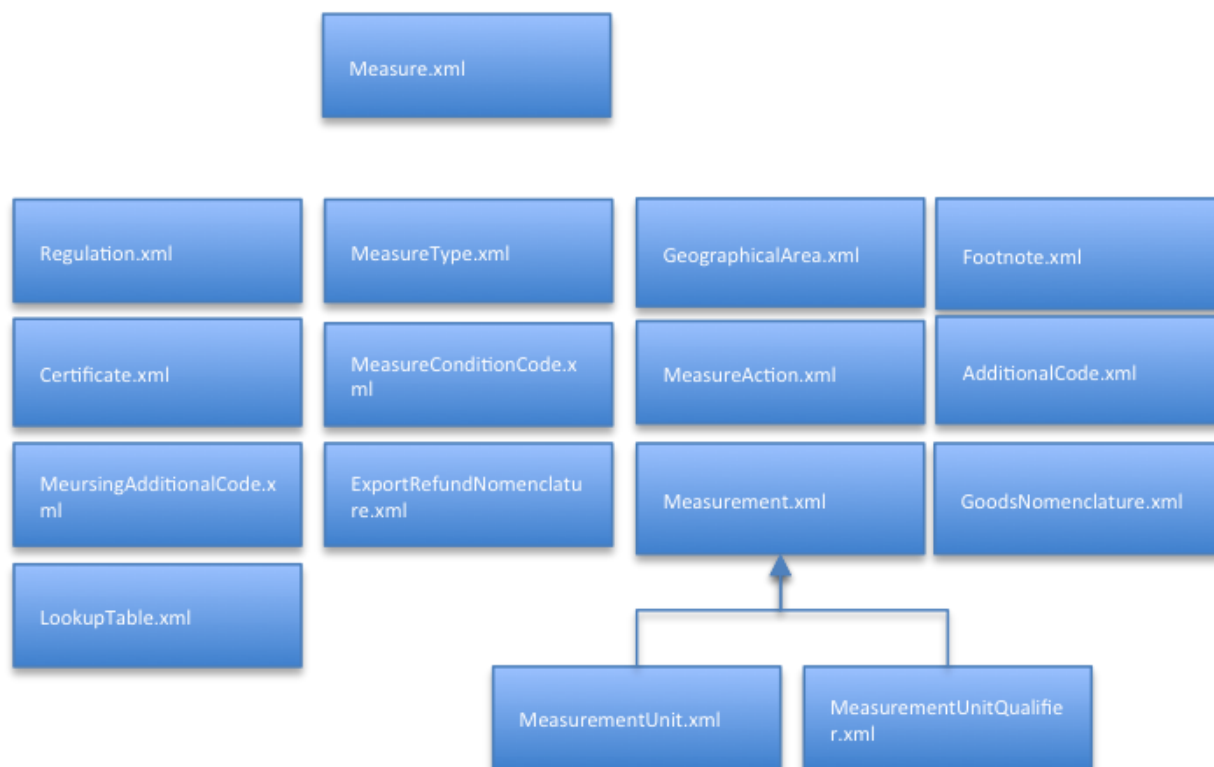 Measure.xml
Regulation.xml
MeasureType.xml
GeographicalArea.xml
Footnote.xml
Certificate.xml
MeasureConditionCode.x
ml
MeasureAction.xml
AdditionalCode.xml
MeursingAdditionalCode.x
ml
ExportRefundNomenclatu
re.xml
Measurement.xml
GoodsNomenclature.xml
LookupTable.xml
MeasurementUnit.xml
MeasurementUnitQualifie
r.xml